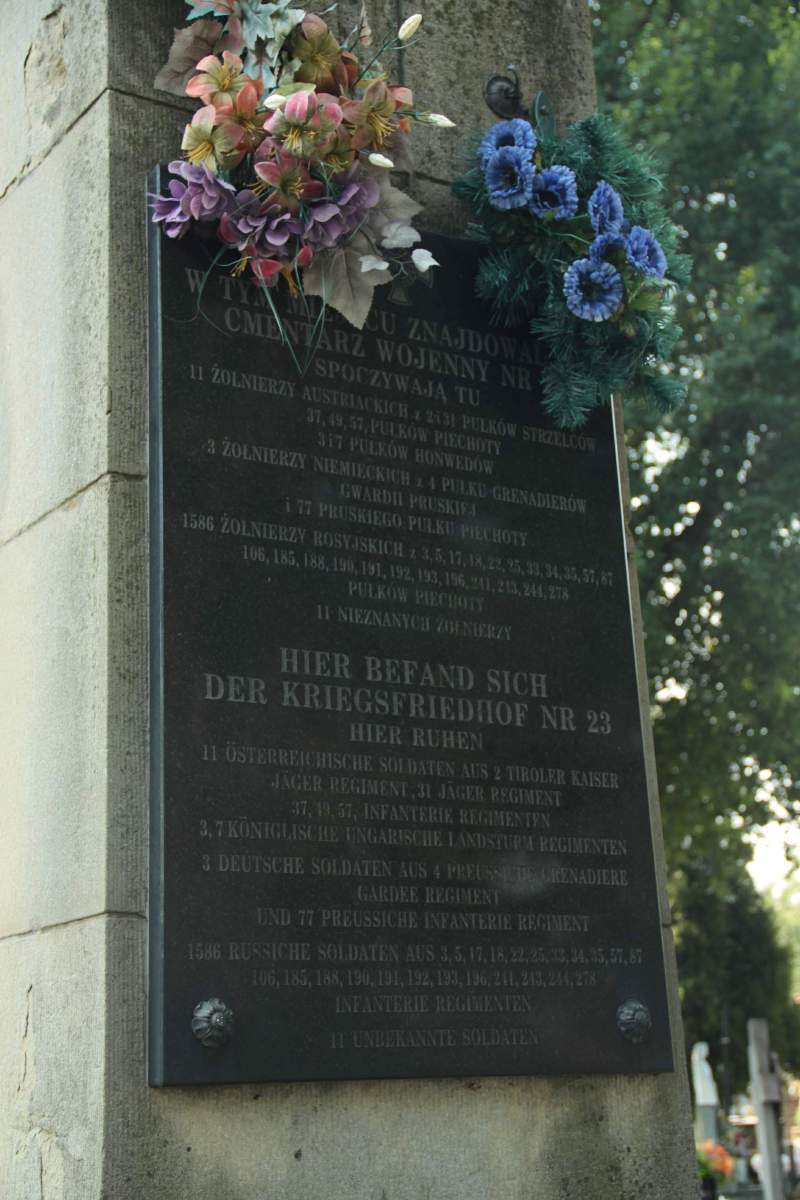 W TYM MIEJSCU ZNAJDOWAŁ
CMENTARZ WOJENNY NR
SPOCZYWAJĄ TU
11 ŻOŁNIERZY AUSTRIACKICH z 2 i 31 PUŁKÓW STRZELCÓW
37, 49, 57, PUŁKÓW PIECHOTY
3 i 7 PUŁKÓW HONWEDÓW
3 ŻOŁNIERZY NIEMIECKICH z 4 PUŁKU GRENADIERÓW
GWARDII PRUSKIEJ
i 77 PRUSKIEGO PUŁKU PIECHOTY
1586 ŻOŁNIERZY ROSYJSKICH z 3, 5, 17, 18, 22, 25, 33, 34, 35, 57, 87
106, 185, 188, 190, 191, 192, 193, 196, 241, 243, 244, 278
PUŁKÓW PIECHOTY
11 NIEZNANYCH ŻOŁNIERZY
HIER BEFAND SICH
DER KRIEGSFRIEDHOF NR 23
HIER RUHEN
11 ÖSTERREICHISCHE SOLDATEN AUS 2 TIROLER KAISER
JÄGER REGIMENT, 31 JÄGER REGIMENT
37, 49, 57, INFANTERIE REGIMENTEN
3, 7 KÖNIGLISCHE UNGARISCHE LANDSTURM REGIMENTEN
3 DEUTSCHE SOLDATEN AUS 4 PREUSSISCHE GRENADIERE
GARDEE REGIMENT
UND 77 PREUSSISCHE INFANTERIE REGIMENT
1586 RUSSICHE SOLDATEN AUS 3, 5, 17, 18, 22, 25, 33, 34, 35, 57, 87
106, 185, 188, 190, 191, 192, 193, 196, 241, 243, 244, 278
INFANTERIE REGIMENTEN
11 UNBEKANNTE SOLDATEN